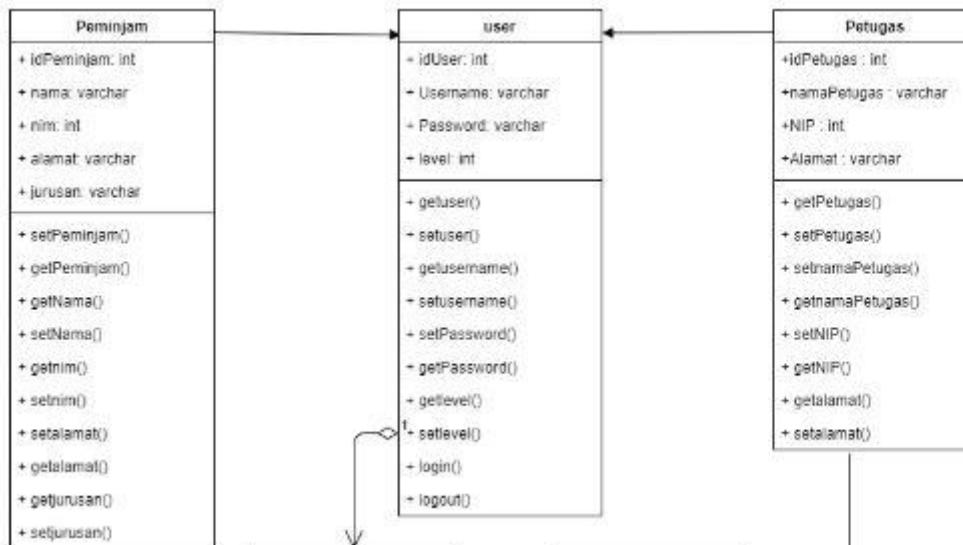 Peminjam
+ idPeminjam: int
+ nama: varchar
+ nim: int
+ alamat: varchar
+ jurusan: varchar
+ setPeminjam()
+ getPeminjam()
+ getNama()
+ setNama()
+ getnim()
+ setnim()
+ setalamat()
+ getalamat()
+ getjurusan()
+ setjurusan()
user
+ idUser: int
+ Username: varchar
+ Password: varchar
+ level: int
+ getuser()
+ setuser()
+ getusername()
+ setusername()
+ setPassword()
+ getPassword()
+ getlevel()
1
+ setlevel()
+ login()
+ logout()
Petugas
+idPetugas : int
+namaPetugas : varchar
+NIP : int
+Alamat : varchar
+ getPetugas()
+ setPetugas()
+ setnamaPetugas()
+ getnamaPetugas()
+ setNIP()
+ getNIP()
+ getalamat()
+ setalamat()